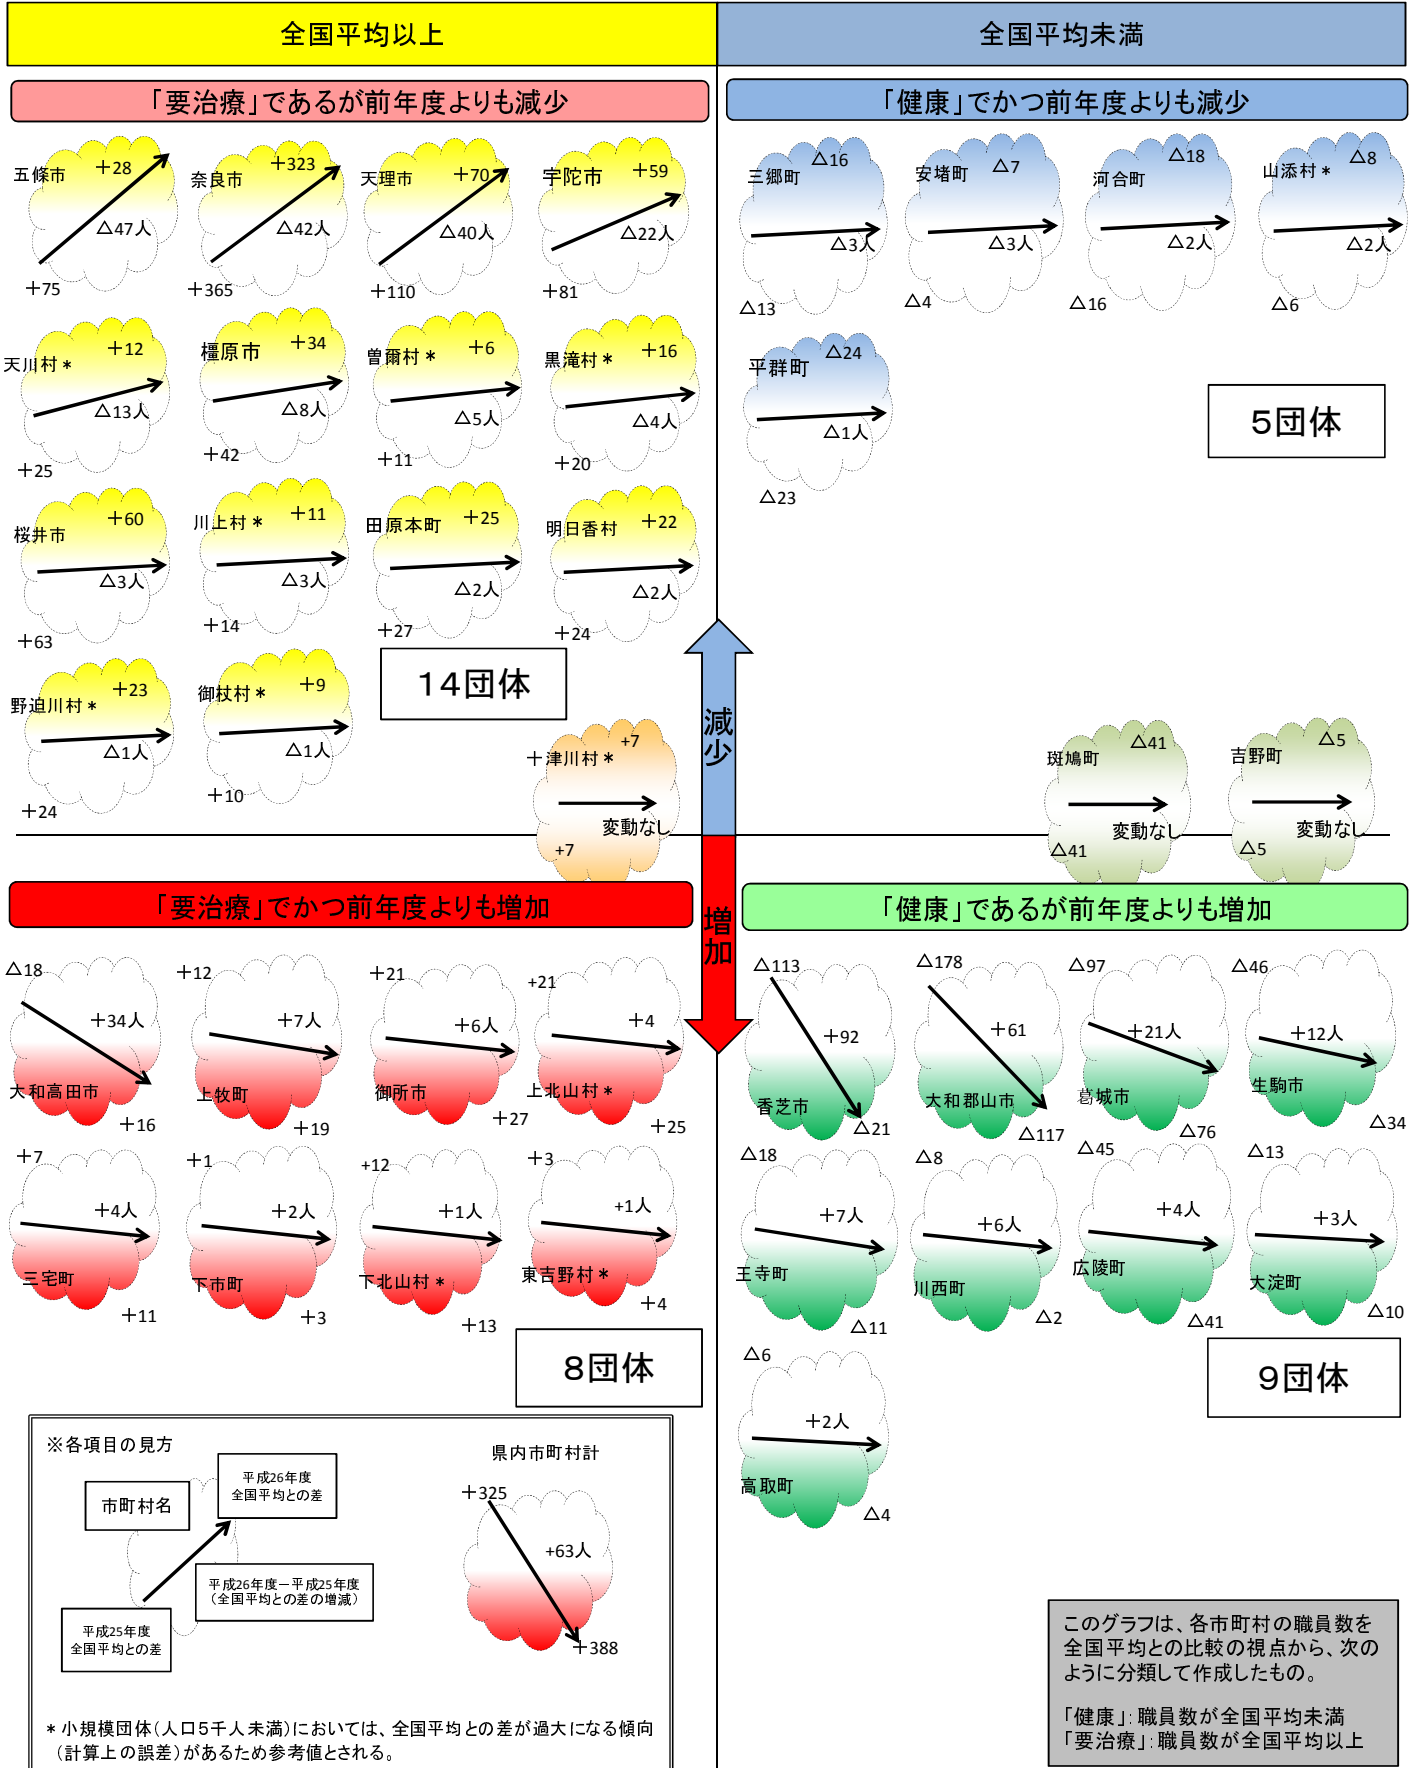 全国平均以上
全国平均未満
「要治療」であるが前年度よりも減少
「健康」でかつ前年度よりも減少
五條市 +28
△47人
+75
奈良市 +323
△42人
+365
天理市 +70
△40人
+110
宇陀市 +59
△22人
+81
天川村* +12
△13人
+25
橿原市 +34
△8人
+42
曽爾村* +6
△5人
+11
黒滝村* +16
△4人
+20
桜井市 +60
△3人
+63
川上村* +11
△3人
+14
田原本町 +25
△2人
+27
明日香村 +22
△2人
+24
野迫川村* +23
△1人
+24
御杖村* +9
△1人
+10
14団体
十津川村* +7
変動なし
+7
三郷町 △16
△3人
△13
安堵町 △7
△3人
△4
河合町 △18
△2人
△16
山添村* △8
△2人
△6
平群町 △24
△1人
△23
5団体
減少
斑鳩町 △41
変動なし
△41
吉野町 △5
変動なし
△5
増加
「要治療」でかつ前年度よりも増加
「健康」であるが前年度よりも増加
△18
+34人
大和高田市
+16
+12
+7人
上牧町
+19
+21
+6人
御所市
+27
+21
+4
上北山村*
+25
+7
+4人
三宅町
+11
+1
+2人
下市町
+3
+12
+1人
下北山村*
+13
+3
+1人
東吉野村*
+4
8団体
△113
+92
香芝市
△21
△178
+61
大和郡山市
△117
△97
+21人
葛城市
△76
△46
+12人
生駒市
△34
△18
+7人
王寺町
△11
△8
+6人
川西町
△2
△45
+4人
広陵町
△41
△13
+3人
大淀町
△10
△6
+2人
高取町
△4
9団体
※各項目の見方
市町村名
平成26年度
全国平均との差
平成26年度－平成25年度
(全国平均との差の増減)
平成25年度
全国平均との差
県内市町村計
+325
+63人
+388
*小規模団体(人口5千人未満)においては、全国平均との差が過大になる傾向
(計算上の誤差)があるため参考値とされる。
このグラフは、各市町村の職員数を
全国平均との比較の視点から、次の
ように分類して作成したもの。
「健康」：職員数が全国平均未満
「要治療」：職員数が全国平均以上